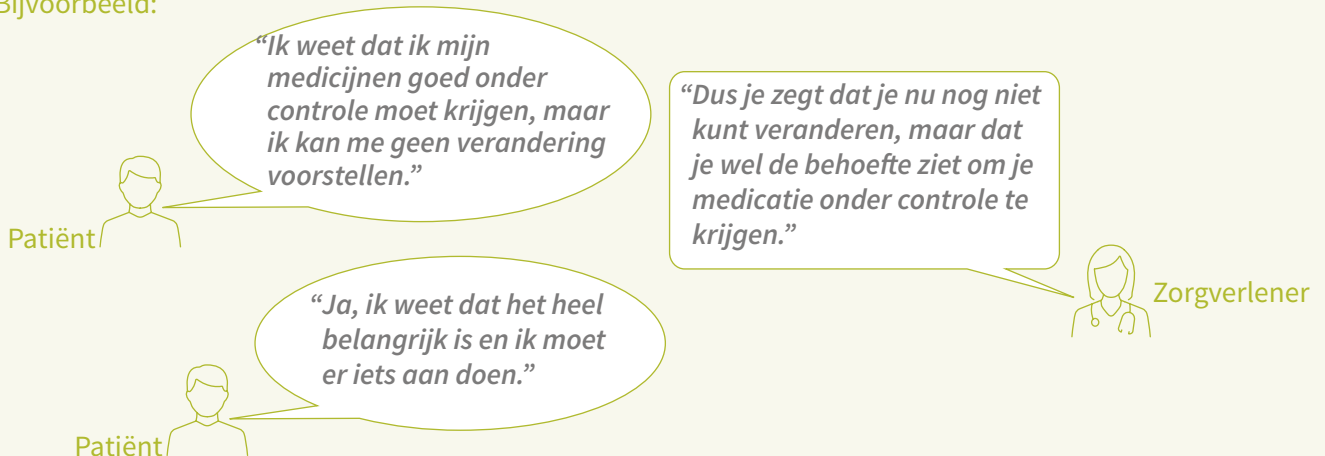 Bijvoorbeeld:
“Ik weet dat ik mijn
medicijnen goed onder
controle moet krijgen, maar
ik kan me geen verandering
voorstellen.”
Patiënt
“Dus je zegt dat je nu nog niet
kunt veranderen, maar dat
je wel de behoefte ziet om je
medicatie onder controle te
krijgen.”
Zorgverlener
“Ja, ik weet dat het heel
belangrijk is en ik moet
er iets aan doen.”
Patiënt